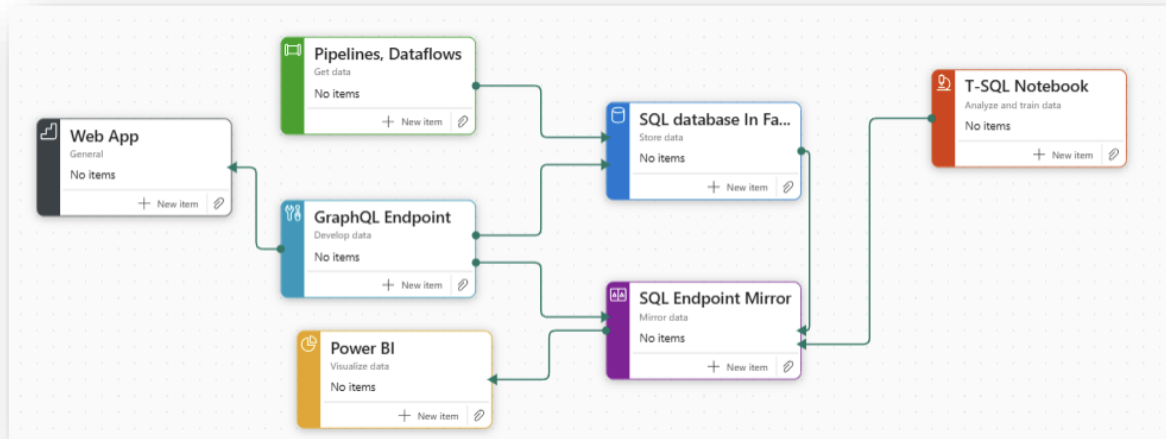 Pipelines, Dataflows
Get data
No items
New item
T-SQL Notebook
Analyze and train data
No items
New item
SQL database In Fa...
Store data
No items
New item
Web App
General
No items
New item
GraphQL Endpoint
Develop data
No items
New item
SQL Endpoint Mirror
Mirror data
No items
New item
Power BI
Visualize data
No items
New item